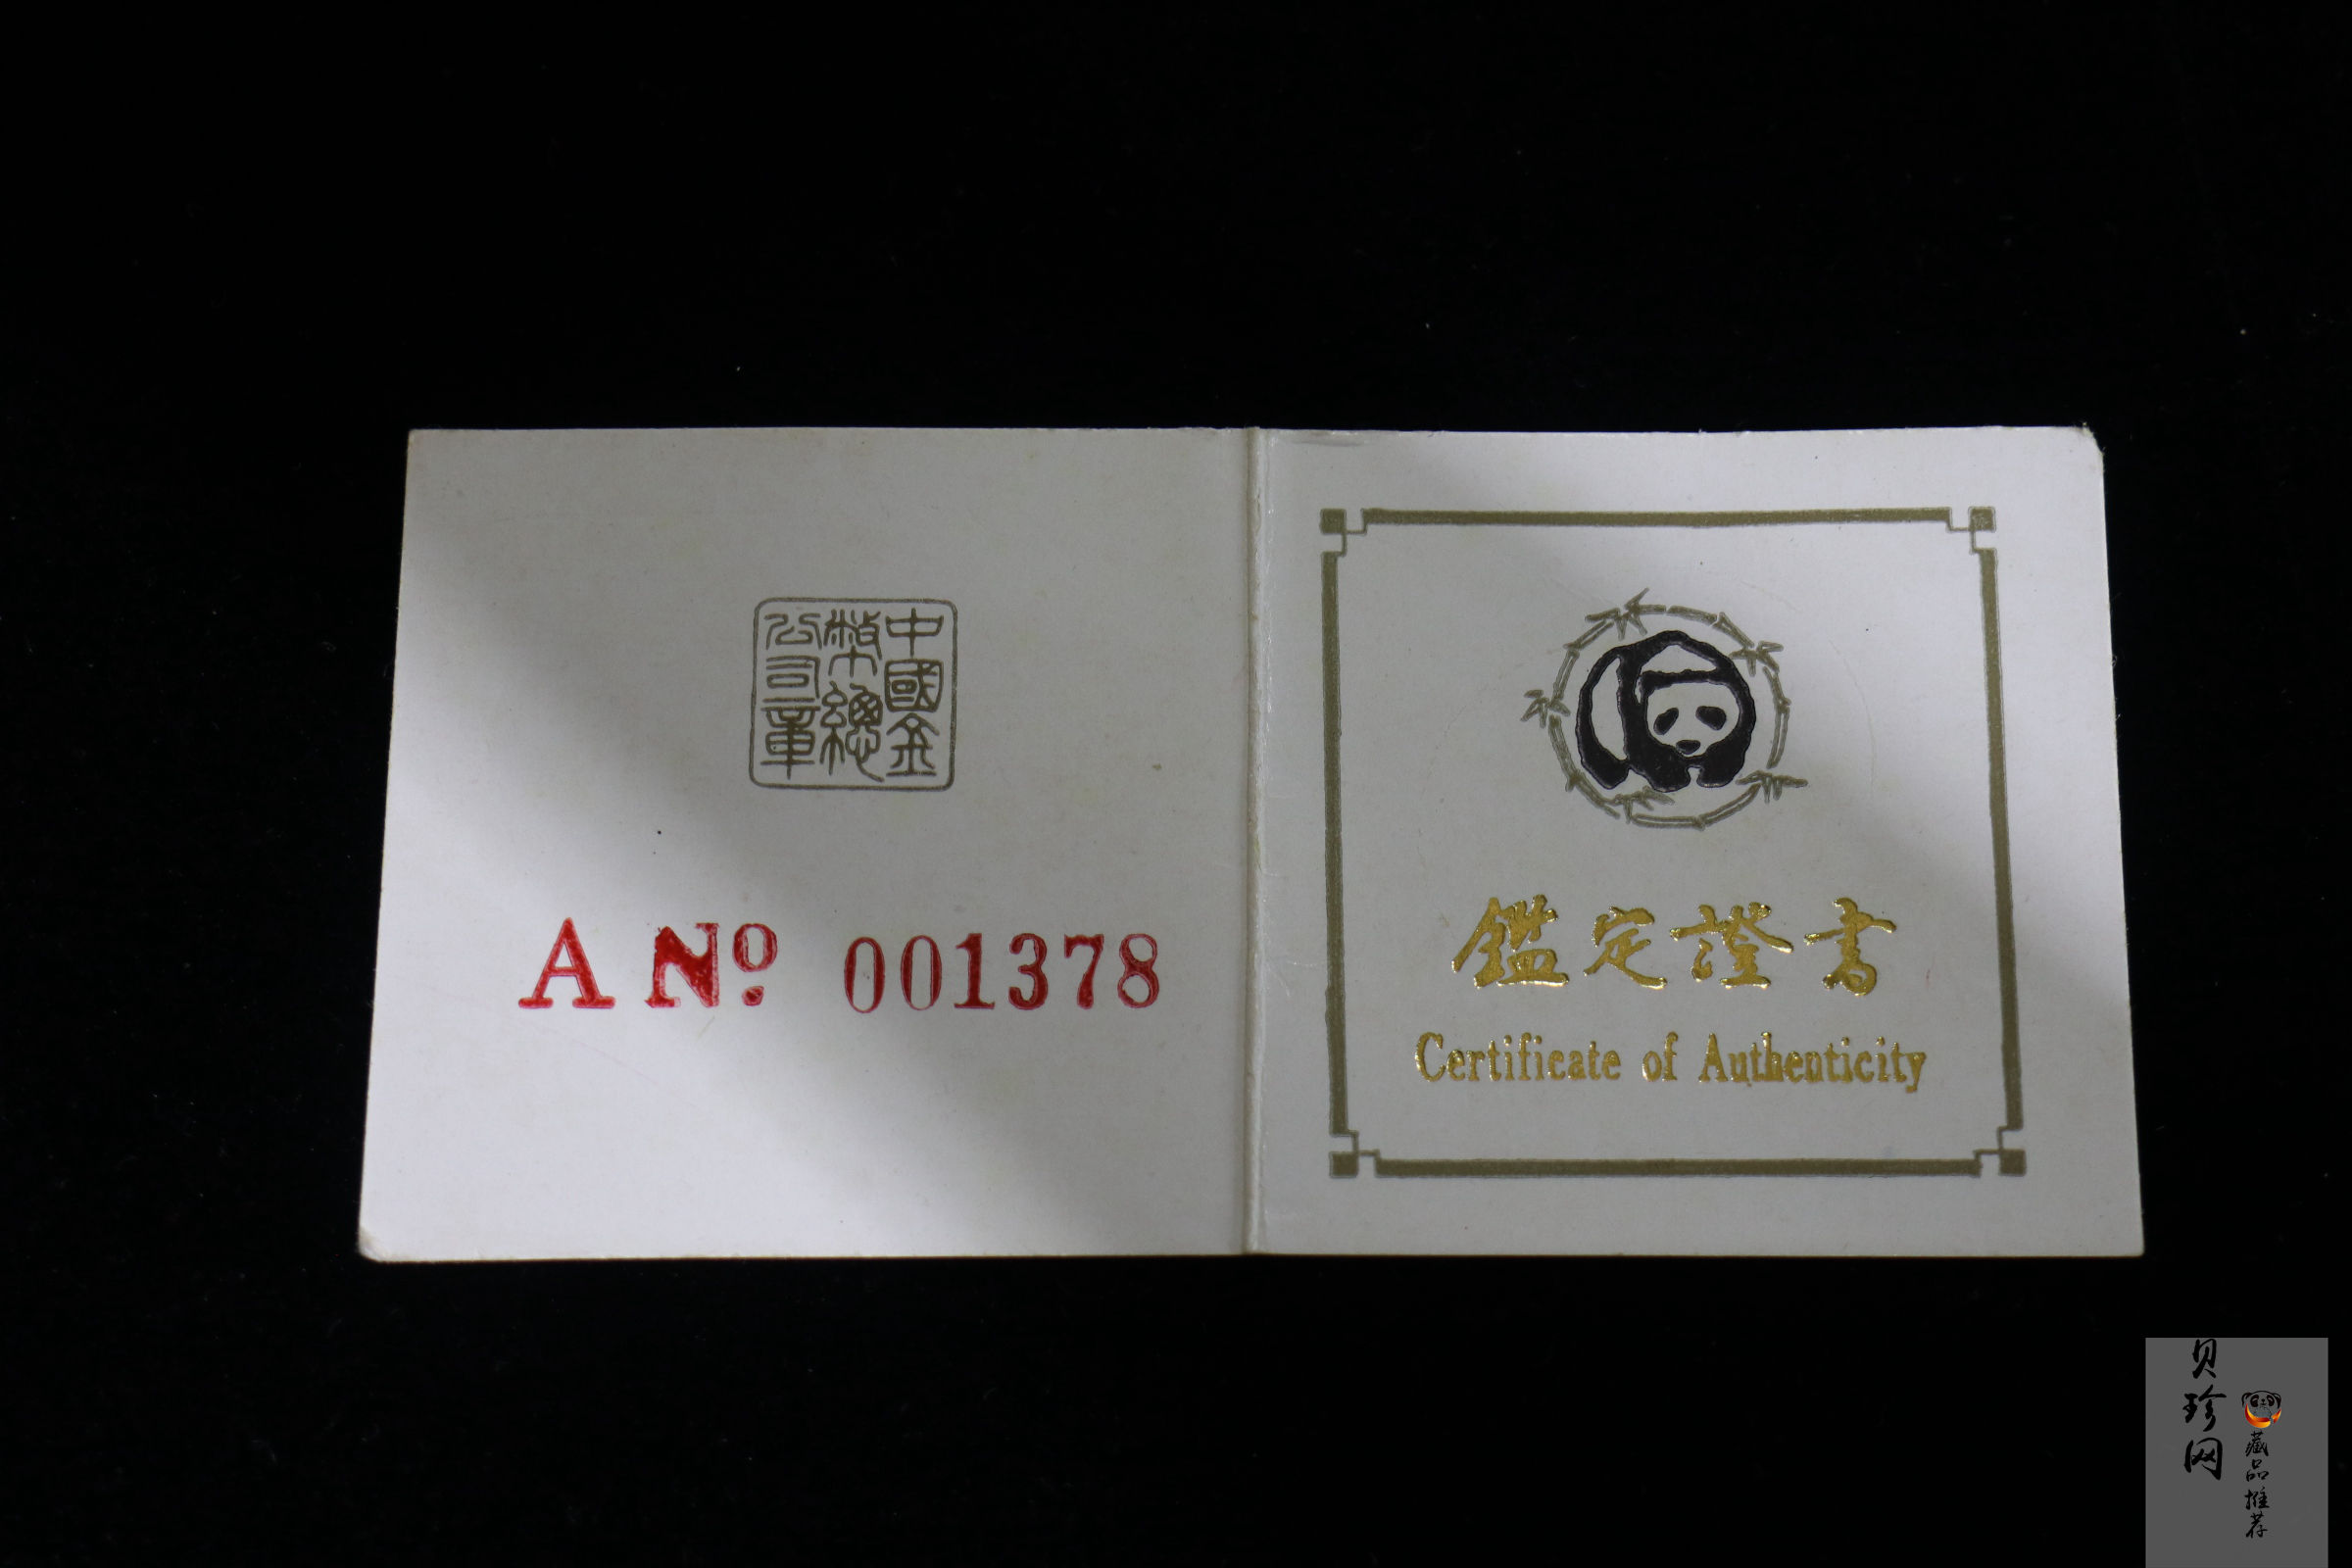 中國金
幣總
公司章
A Nº 001378
鑑定證書
Certificate of Authenticity
贝珍网
藏品推荐